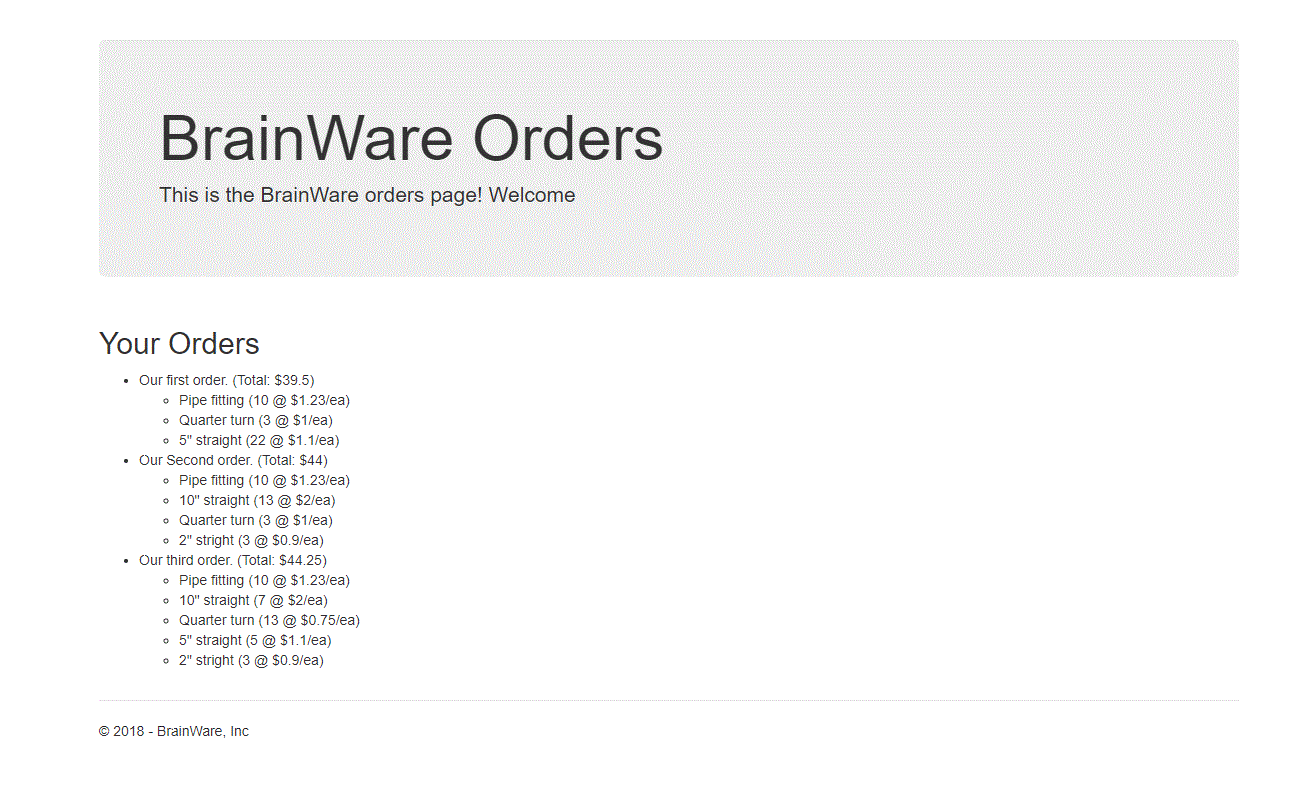 BrainWare Orders
This is the BrainWare orders page! Welcome
Your Orders
Our first order. (Total: $39.5)
Pipe fitting (10 @ $1.23/ea)
Quarter turn (3 @ $1/ea)
5" straight (22 @ $1.1/ea)
Our Second order. (Total: $44)
Pipe fitting (10 @ $1.23/ea)
10" straight (13 @ $2/ea)
Quarter turn (3 @ $1/ea)
2" stright (3 @ $0.9/ea)
Our third order. (Total: $44.25)
Pipe fitting (10 @ $1.23/ea)
10" straight (7 @ $2/ea)
Quarter turn (13 @ $0.75/ea)
5" straight (5 @ $1.1/ea)
2" stright (3 @ $0.9/ea)
© 2018 - BrainWare, Inc